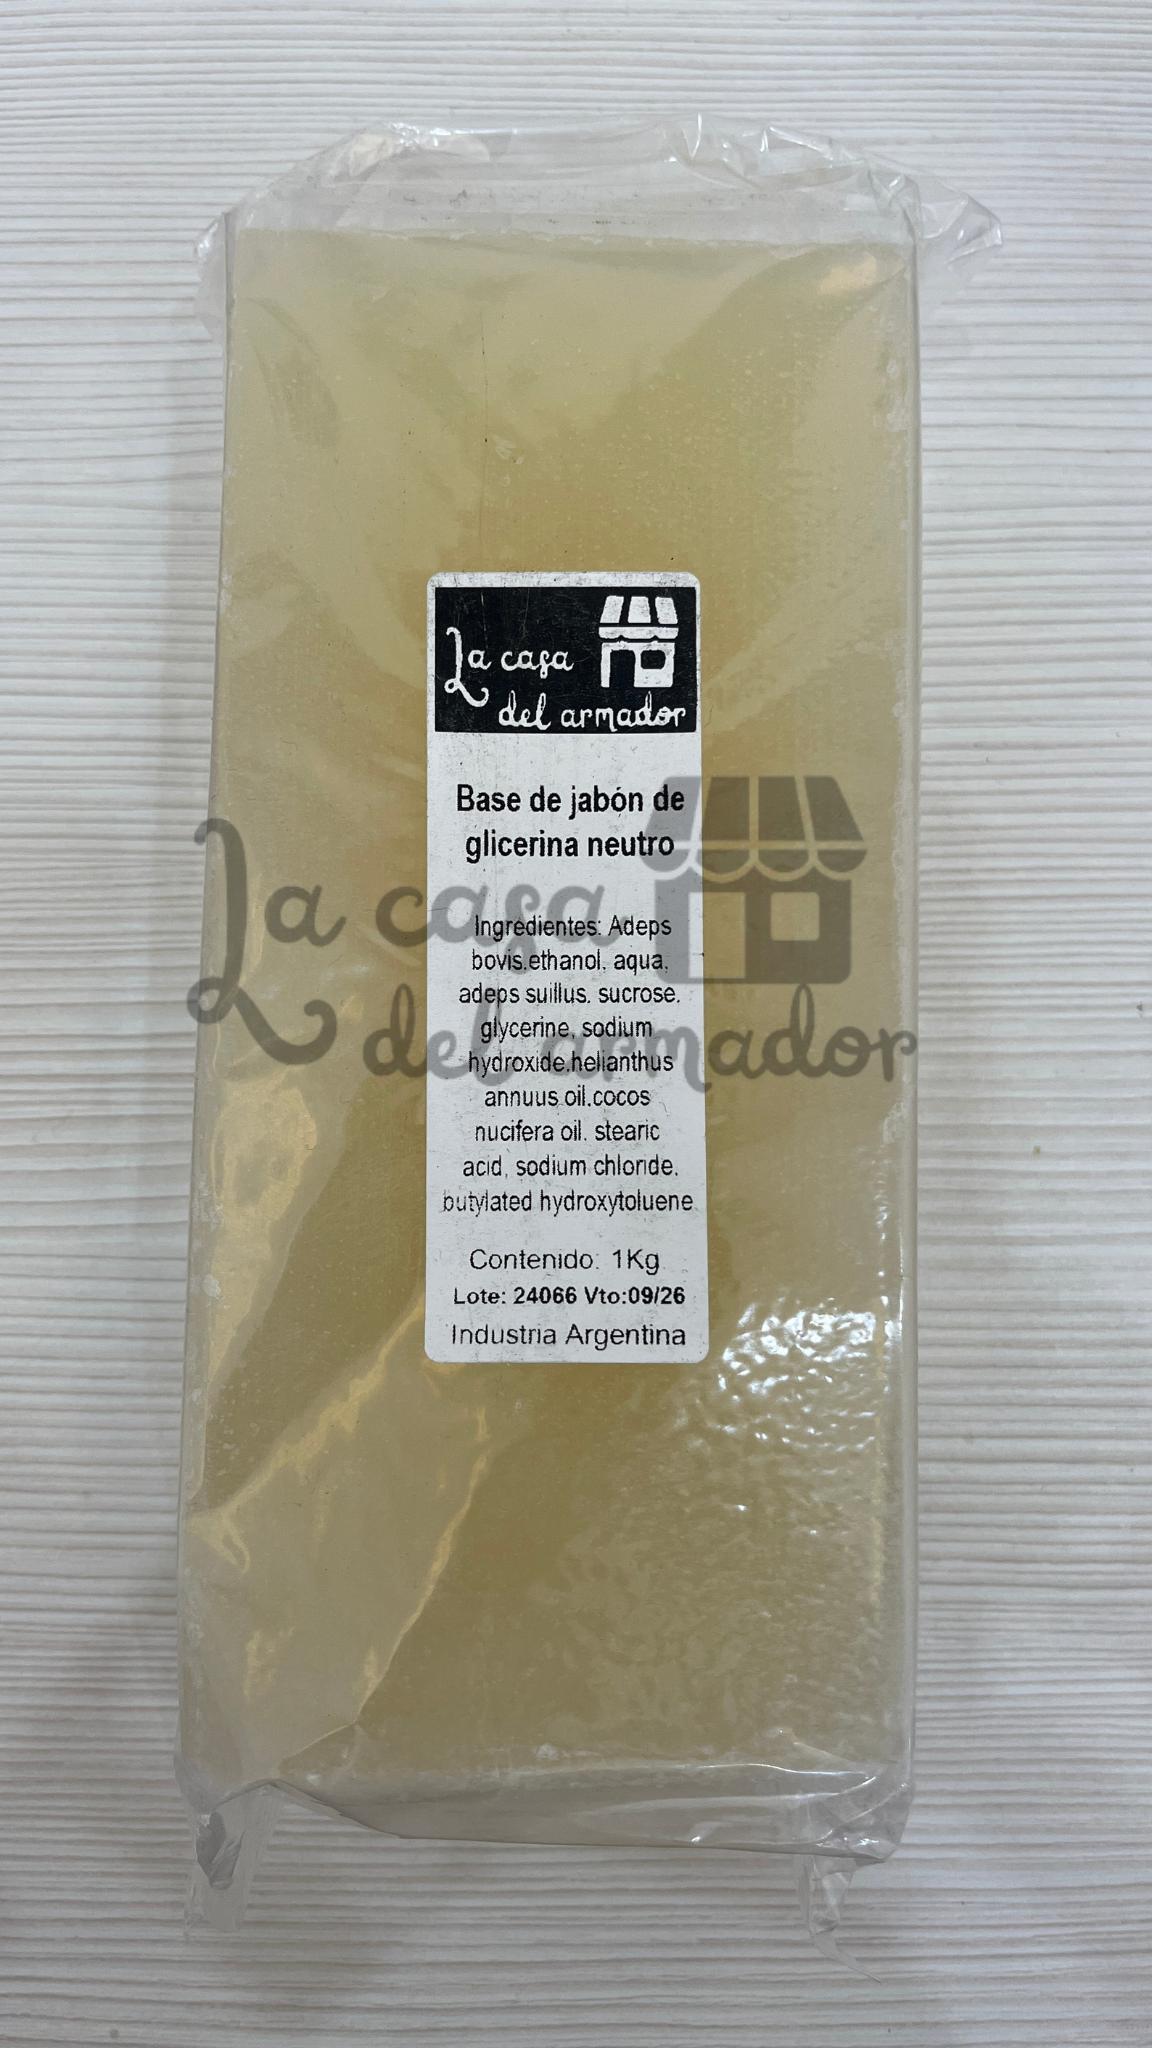 La casa
del armador
Base de jabón de
glicerina neutro
Ingredientes: Adeps
bovis.ethanol. aqua.
adeps suillus. sucrose.
glycerine, sodium
hydroxide.helianthus
annuus oil.cocos
nucifera oil. stearic
acid, sodium chloride.
butylated hydroxytoluene
Contenido: 1Kg
Lote: 24066 Vto:09/26
Industria Argentina
La casa
del armador